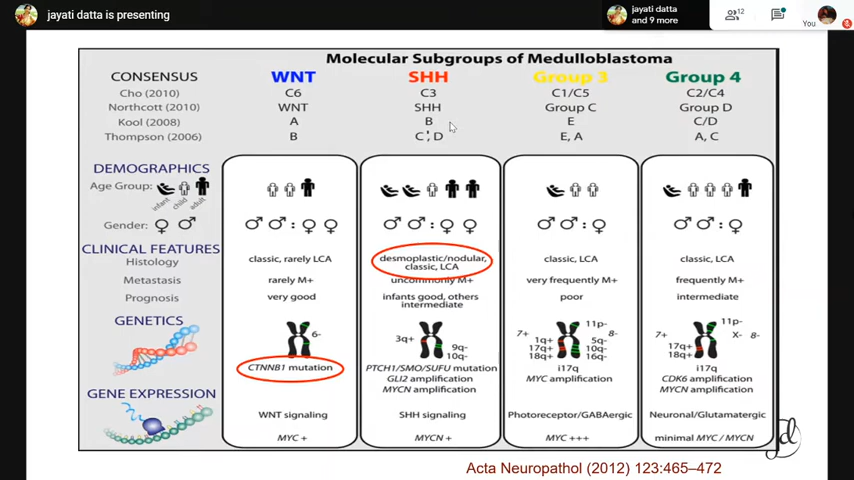 jayati datta is presenting
jayati datta
and 9 more
12
You
Molecular Subgroups of Medulloblastoma
CONSENSUS WNT SHH Group 3 Group 4
Cho (2010) C6 C3 C1/C5 C2/C4
Northcott (2010) WNT SHH Group C Group D
Kool (2008) A B E C/D
Thompson (2006) B C', D E, A A, C
DEMOGRAPHICS
Age Group:
infant child adult
Gender: ♀ ♂ ♂♂:♀♀ ♂♂:♀♀ ♂♂:♀ ♂♂:♀
CLINICAL FEATURES
Histology classic, rarely LCA desmoplastic/nodular, classic, LCA classic, LCA
classic, LCA
Metastasis rarely M+ uncommonly M+ very frequently M+ frequently M+
Prognosis very good infants good, others poor intermediate
intermediate
GENETICS
6-
3q+ 9q- 10q-
7+ 1q+ 17q+ 18q+ 11p- 8- 5q- 10q- 16q-
7+ 17q+ 18q+ 11p- X- 8-
i17q i17q
CTNNB1 mutation PTCH1/SMO/SUFU mutation MYC amplification CDK6 amplification
GLI2 amplification MYCN amplification
MYCN amplification
GENE EXPRESSION
WNT signaling SHH signaling Photoreceptor/GABAergic Neuronal/Glutamatergic
MYC + MYCN + MYC +++ minimal MYC / MYCN
jd
Acta Neuropathol (2012) 123:465–472